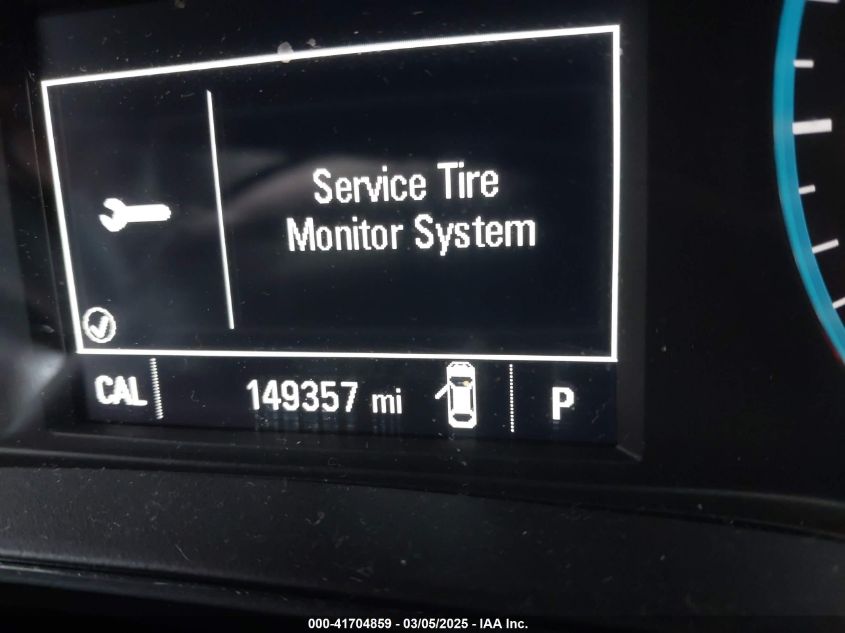 Service Tire
Monitor System
CAL 149357 mi P
000-41704859 - 03/05/2025 - IAA Inc.